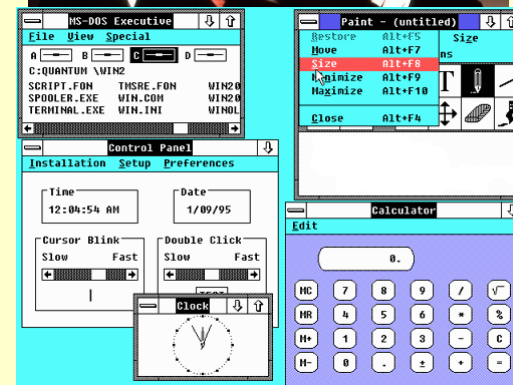 MS-DOS Executive
File View Special
A B C D
C:QUANTUM \WIN2
SCRIPT.FON TMSRE.FON WIN20
SPOOLER.EXE WIN.COM WIN20
TERMINAL.EXE WIN.INI WINOL
Control Panel
Installation Setup Preferences
Time
12:04:54 AM
Date
1/09/95
Cursor Blink
Slow Fast
Double Click
Slow Fast
Clock
Paint - (untitled)
Restore Alt+F5
Move Alt+F7
Size Alt+F8
Minimize Alt+F9
Maximize Alt+F10
Close Alt+F4
Size
ns
T
Calculator
Edit
0.
MC 7 8 9 / √
MR 4 5 6 * %
M+ 1 2 3 - C
M- 0 . ± + =